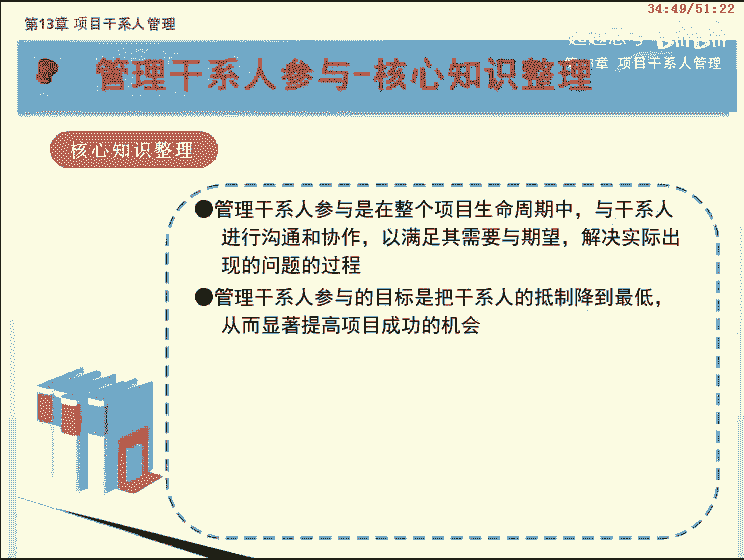 34:49/51:22
第13章 项目干系人管理
章 项目干系人管理
管理干系人参与-核心知识整理
核心知识整理
●管理干系人参与是在整个项目生命周期中，与干系人
进行沟通和协作，以满足其需要与期望，解决实际出
现的问题的过程
●管理干系人参与的目标是把干系人的抵制降到最低，
从而显著提高项目成功的机会